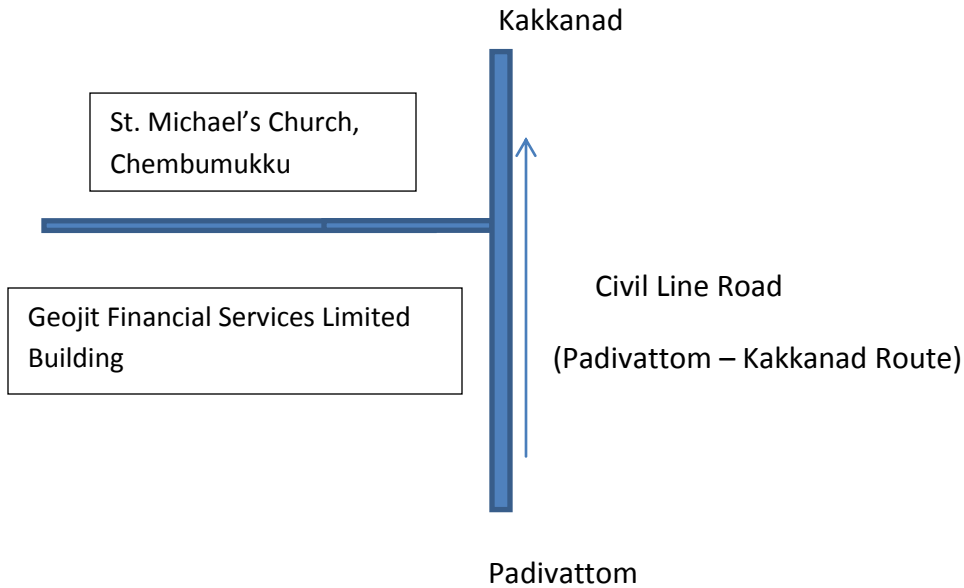 Kakkanad
St. Michael’s Church,
Chembumukku
Civil Line Road
Geojit Financial Services Limited
Building
(Padivattom – Kakkanad Route)
Padivattom